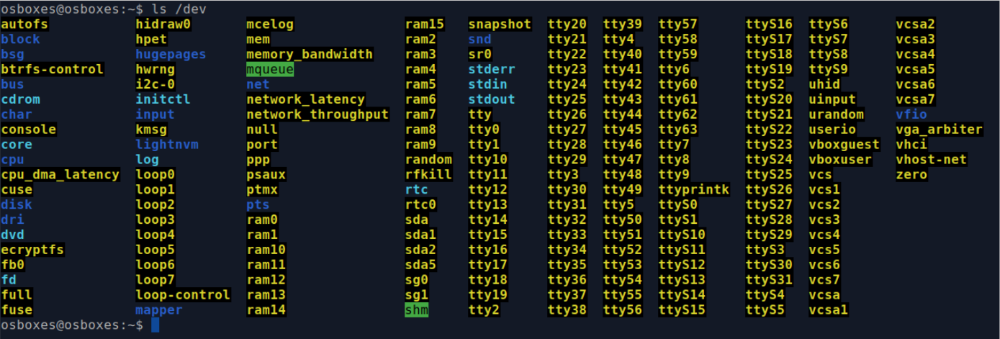 osboxes@osboxes:~$ ls /dev
autofs hidraw0 mcelog ram15 snapshot tty20 tty39 tty57 ttyS16 ttyS6 vcsa2
block hpet mem ram2 snd tty21 tty4 tty58 ttyS17 ttyS7 vcsa3
bsg hugepages memory_bandwidth ram3 sr0 tty22 tty40 tty59 ttyS18 ttyS8 vcsa4
btrfs-control hwrng mqueue ram4 stderr tty23 tty41 tty6 ttyS19 ttyS9 vcsa5
bus i2c-0 net ram5 stdin tty24 tty42 tty60 ttyS2 uhid vcsa6
cdrom initctl network_latency ram6 stdout tty25 tty43 tty61 ttyS20 uinput vcsa7
char input network_throughput ram7 tty tty26 tty44 tty62 ttyS21 urandom vfio
console kmsg null ram8 tty0 tty27 tty45 tty63 ttyS22 userio vga_arbiter
core lightnvm port ram9 tty1 tty28 tty46 tty7 ttyS23 vboxguest vhci
cpu log ppp random tty10 tty29 tty47 tty8 ttyS24 vboxuser vhost-net
cpu_dma_latency loop0 psaux rfkill tty11 tty3 tty48 tty9 ttyS25 vcs zero
cuse loop1 ptmx rtc tty12 tty30 tty49 ttyprintk ttyS26 vcs1
disk loop2 pts rtc0 tty13 tty31 tty5 ttyS0 ttyS27 vcs2
dri loop3 ram0 sda tty14 tty32 tty50 ttyS1 ttyS28 vcs3
dvd loop4 ram1 sda1 tty15 tty33 tty51 ttyS10 ttyS29 vcs4
ecryptfs loop5 ram10 sda2 tty16 tty34 tty52 ttyS11 ttyS3 vcs5
fb0 loop6 ram11 sda5 tty17 tty35 tty53 ttyS12 ttyS30 vcs6
fd loop7 ram12 sg0 tty18 tty36 tty54 ttyS13 ttyS31 vcs7
full loop-control ram13 sg1 tty19 tty37 tty55 ttyS14 ttyS4 vcsa
fuse mapper ram14 shm tty2 tty38 tty56 ttyS15 ttyS5 vcsa1
osboxes@osboxes:~$